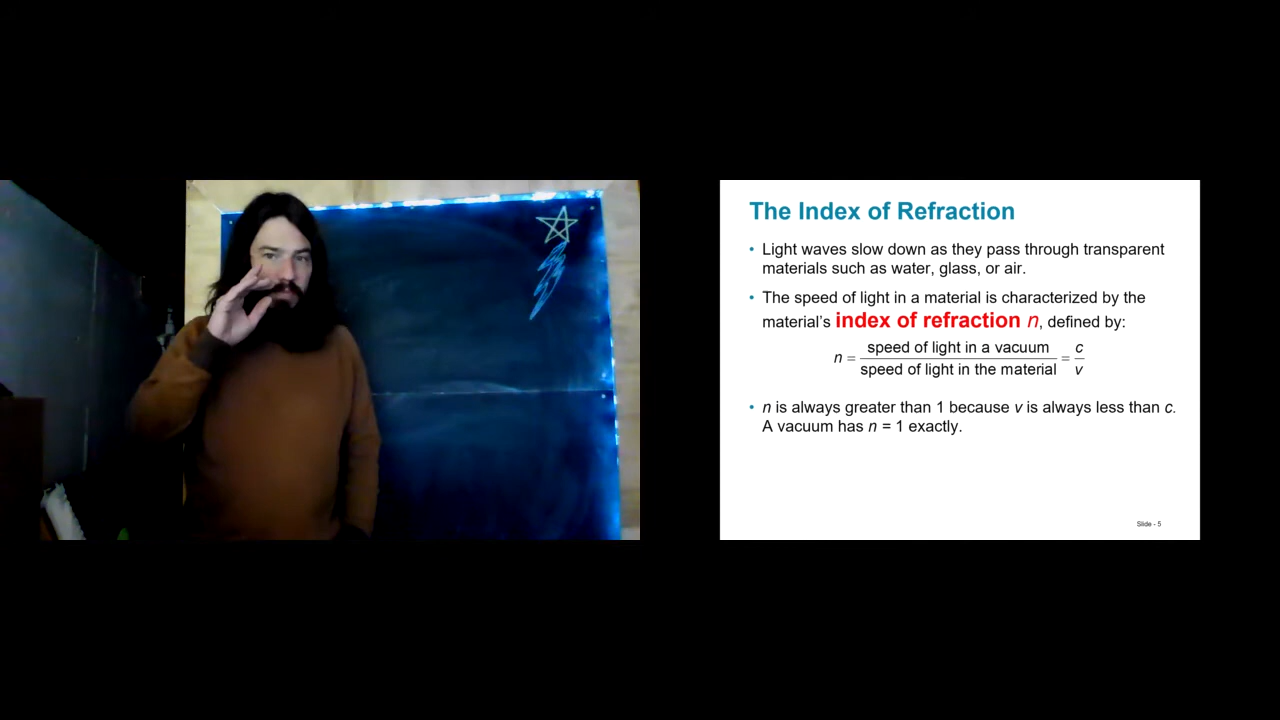 The Index of Refraction
• Light waves slow down as they pass through transparent
materials such as water, glass, or air.
• The speed of light in a material is characterized by the
material's index of refraction n, defined by:
n = speed of light in a vacuum / speed of light in the material = c / v
• n is always greater than 1 because v is always less than c.
A vacuum has n = 1 exactly.
Slide - 5